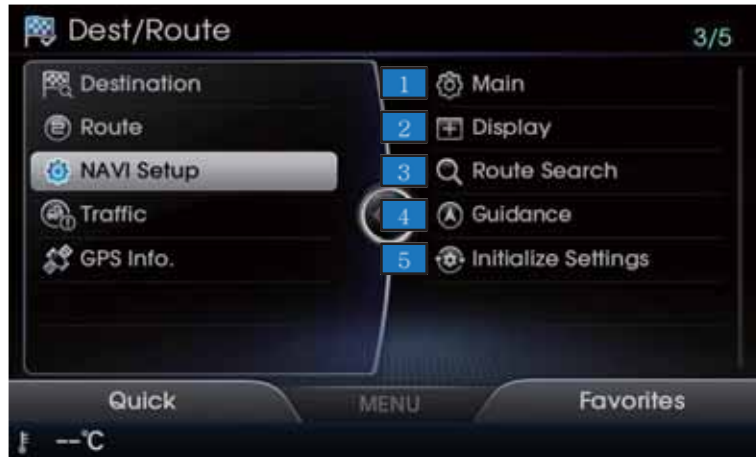 Dest/Route
3/5
Destination
Route
NAVI Setup
Traffic
GPS Info.
1 Main
2 Display
3 Route Search
4 Guidance
5 Initialize Settings
Quick
MENU
Favorites
--°C